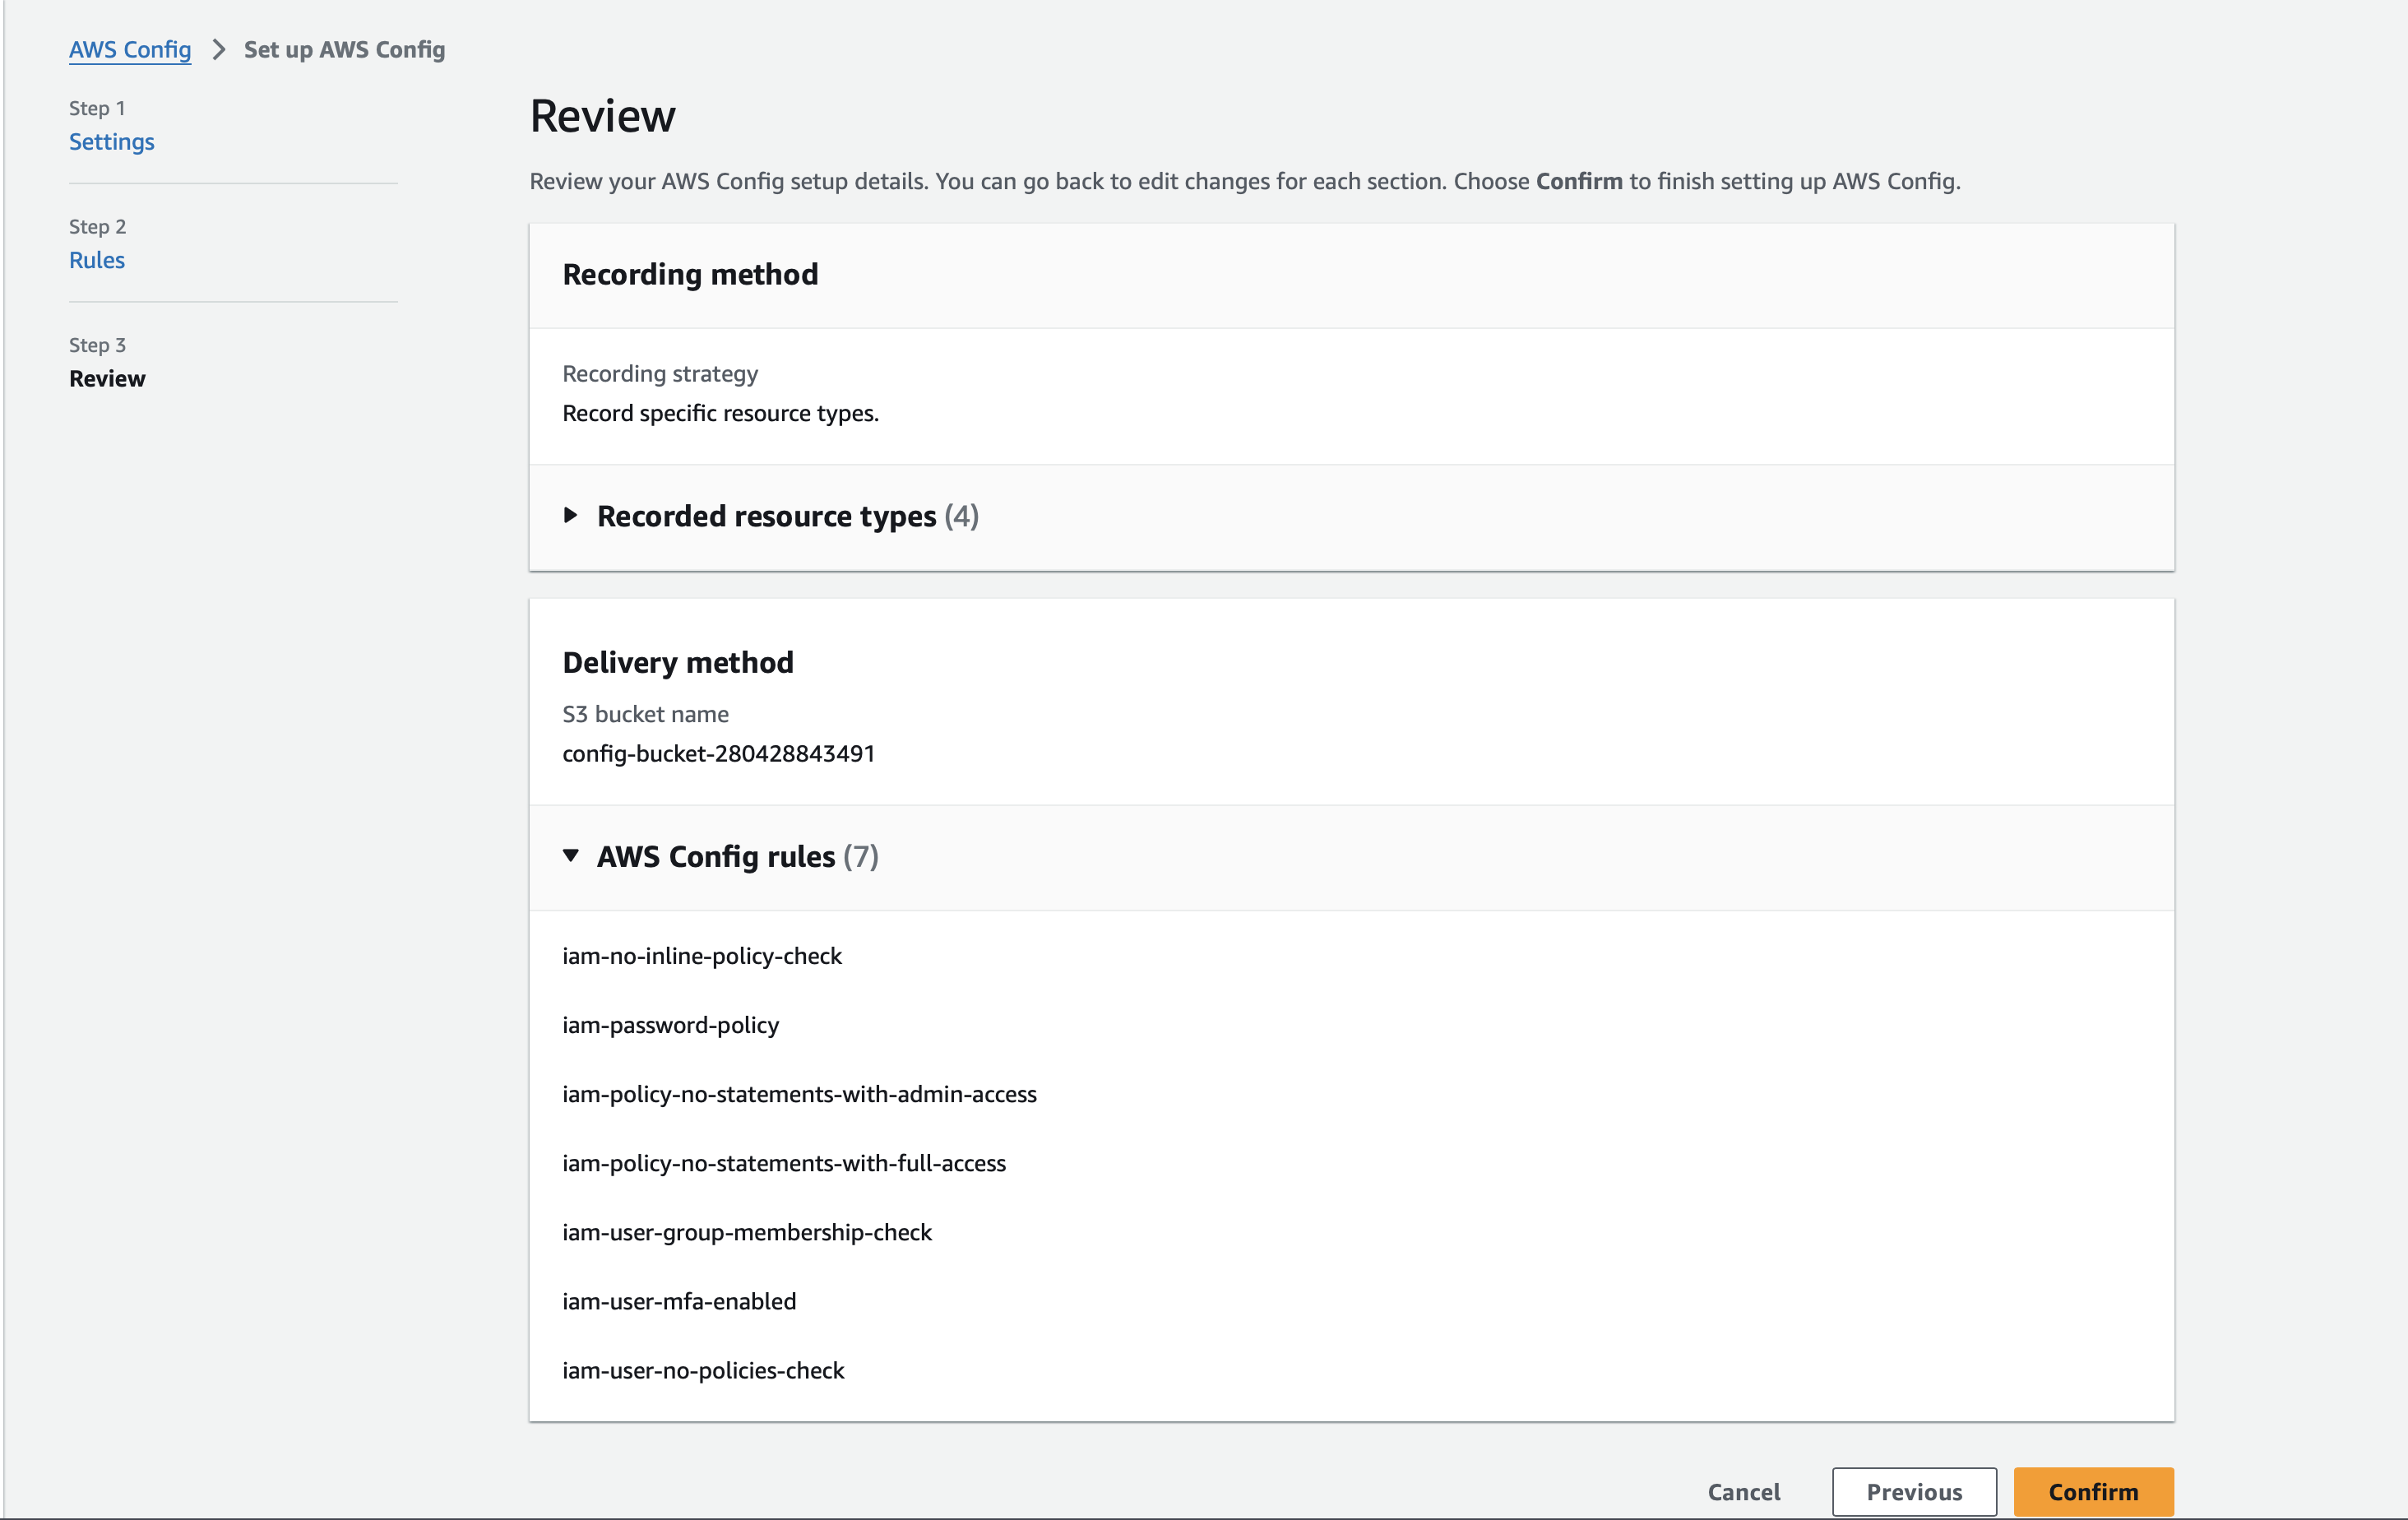 AWS Config > Set up AWS Config
Step 1
Settings
Step 2
Rules
Step 3
Review
Review
Review your AWS Config setup details. You can go back to edit changes for each section. Choose Confirm to finish setting up AWS Config.
Recording method
Recording strategy
Record specific resource types.
Recorded resource types (4)
Delivery method
S3 bucket name
config-bucket-280428843491
AWS Config rules (7)
iam-no-inline-policy-check
iam-password-policy
iam-policy-no-statements-with-admin-access
iam-policy-no-statements-with-full-access
iam-user-group-membership-check
iam-user-mfa-enabled
iam-user-no-policies-check
Cancel Previous Confirm